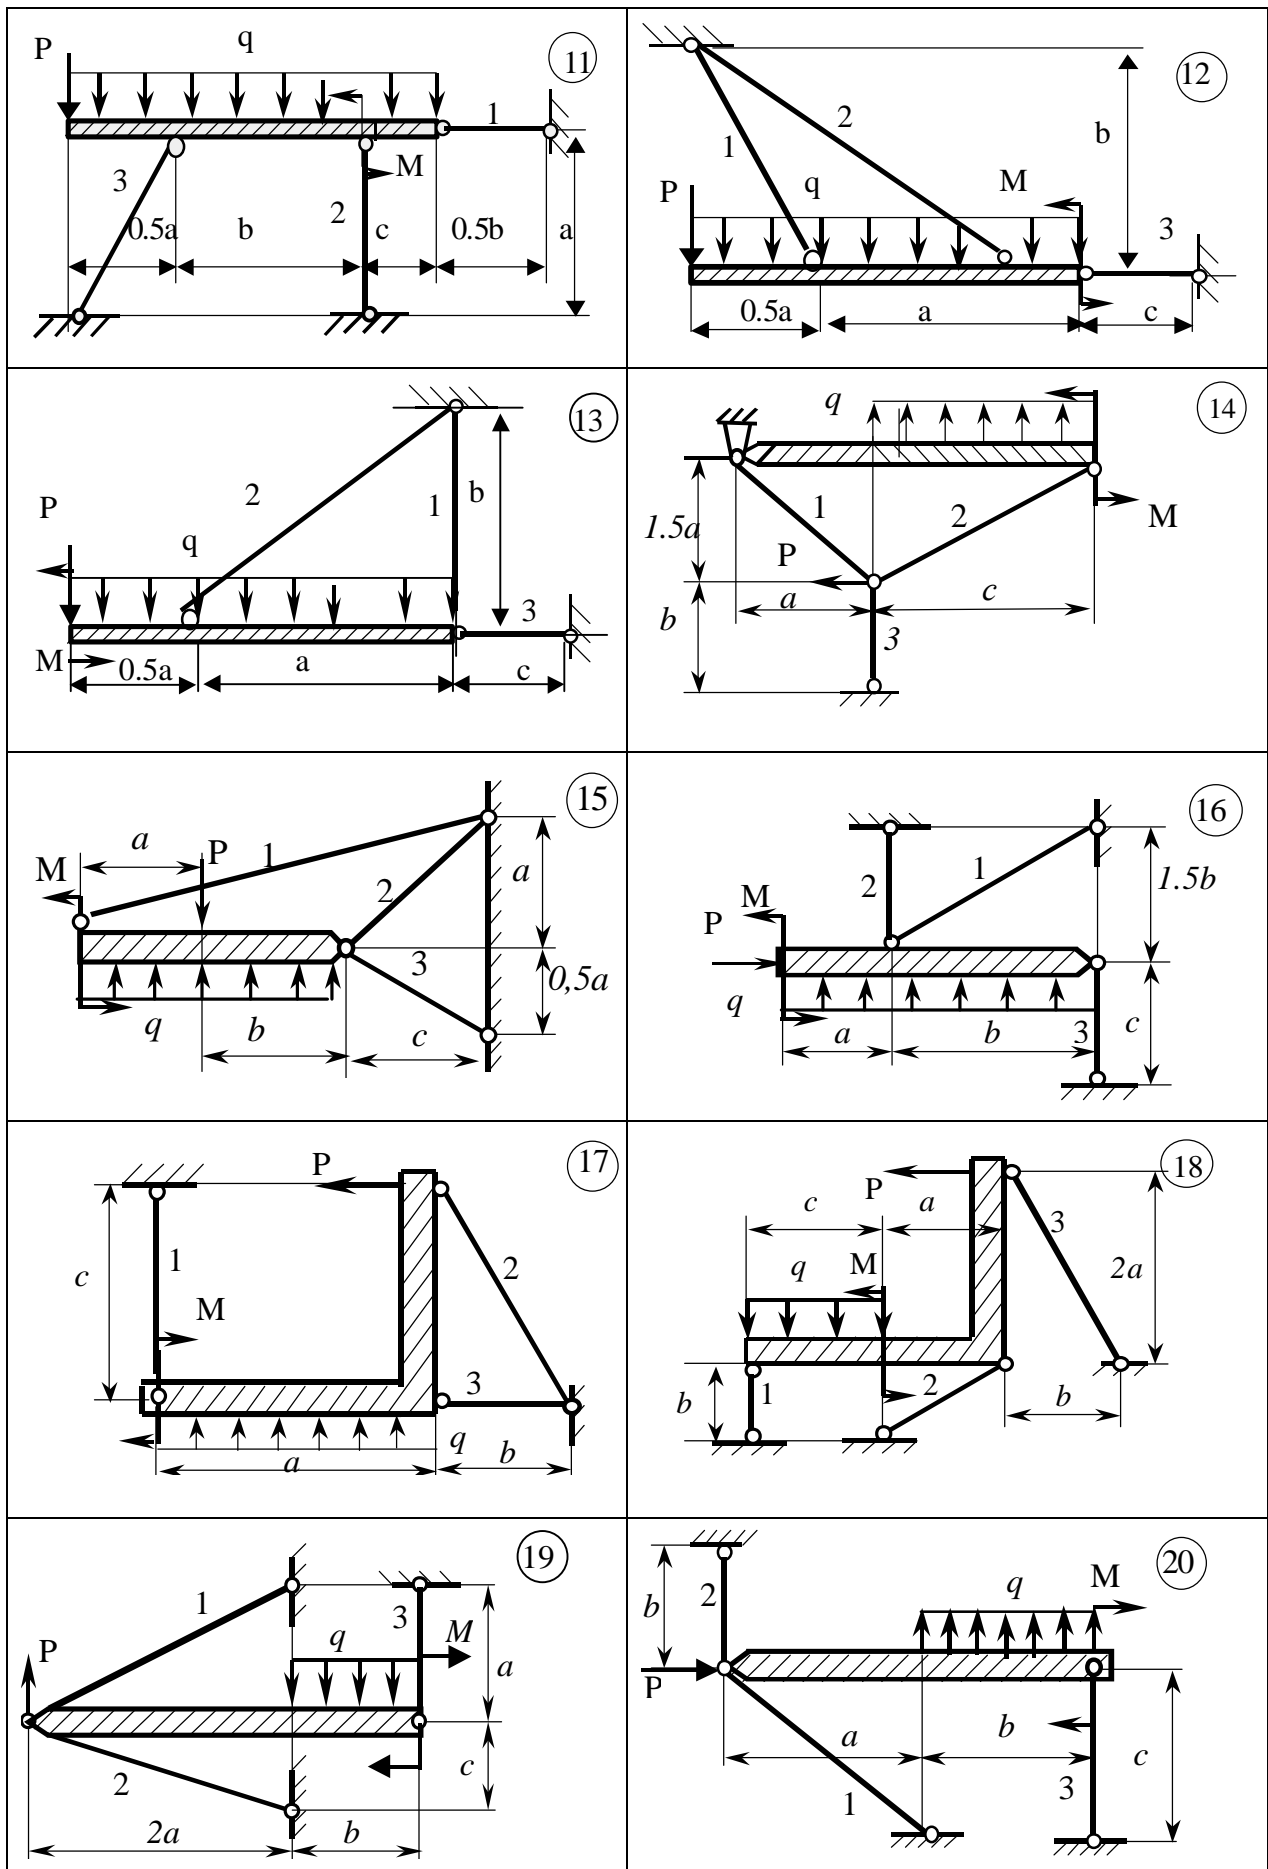 P q 11
1
3 M
2
0.5a b c 0.5b a
12
2 b
1
P q M
3
0.5a a c
13
2 1 b
P
q
3
M 0.5a a c
q 14
1 2
1.5a M
P
a c
b 3
15
a P 1
M 2 a
3
0,5a
q b c
16
1
2 1.5b
M
P
q
a b 3 c
P 17
1 2
c
M
3
q
a b
18
P
c a 3
q M 2a
1 2
b b
19
1 3
P q M
a
2 c
2a b
20
b 2 q M
P
a b c
1 3